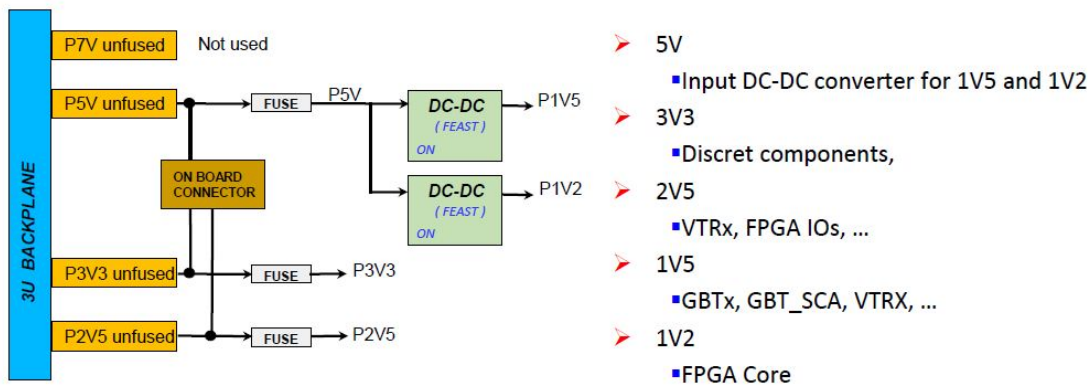 3U BACKPLANE
P7V unfused
Not used
P5V unfused
FUSE
P5V
DC-DC
( FEAST )
ON
P1V5
ON BOARD
CONNECTOR
DC-DC
( FEAST )
ON
P1V2
P3V3 unfused
FUSE
P3V3
P2V5 unfused
FUSE
P2V5
5V
Input DC-DC converter for 1V5 and 1V2
3V3
Discret components,
2V5
VTRx, FPGA IOs, ...
1V5
GBTx, GBT_SCA, VTRX, ...
1V2
FPGA Core